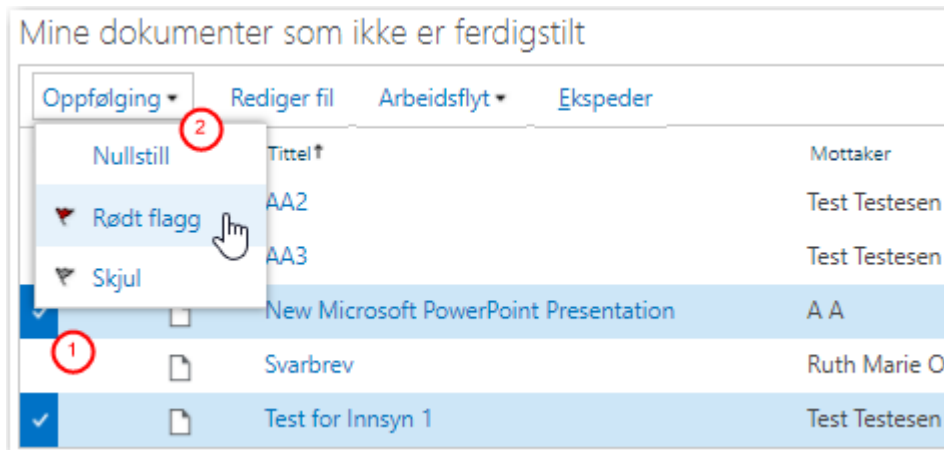 Mine dokumenter som ikke er ferdigstilt
Oppfølging Rediger fil Arbeidsflyt Ekspeder
2
Nullstill Tittel↑ Mottaker
Rødt flagg AA2 Test Testesen
Skjul AA3 Test Testesen
New Microsoft PowerPoint Presentation A A
1
Svarbrev Ruth Marie O
Test for Innsyn 1 Test Testesen